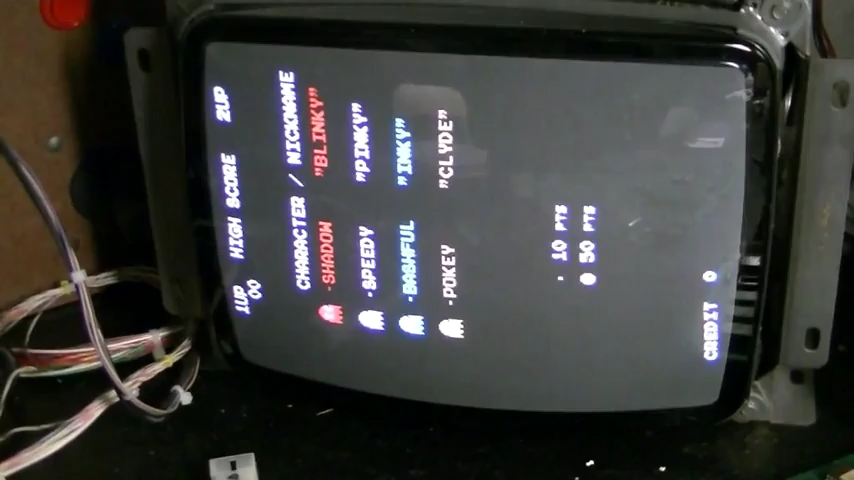 1UP HIGH SCORE 2UP
00
CHARACTER / NICKNAME
-SHADOW "BLINKY"
-SPEEDY "PINKY"
-BASHFUL "INKY"
-POKEY "CLYDE"
10 PTS
50 PTS
CREDIT 0